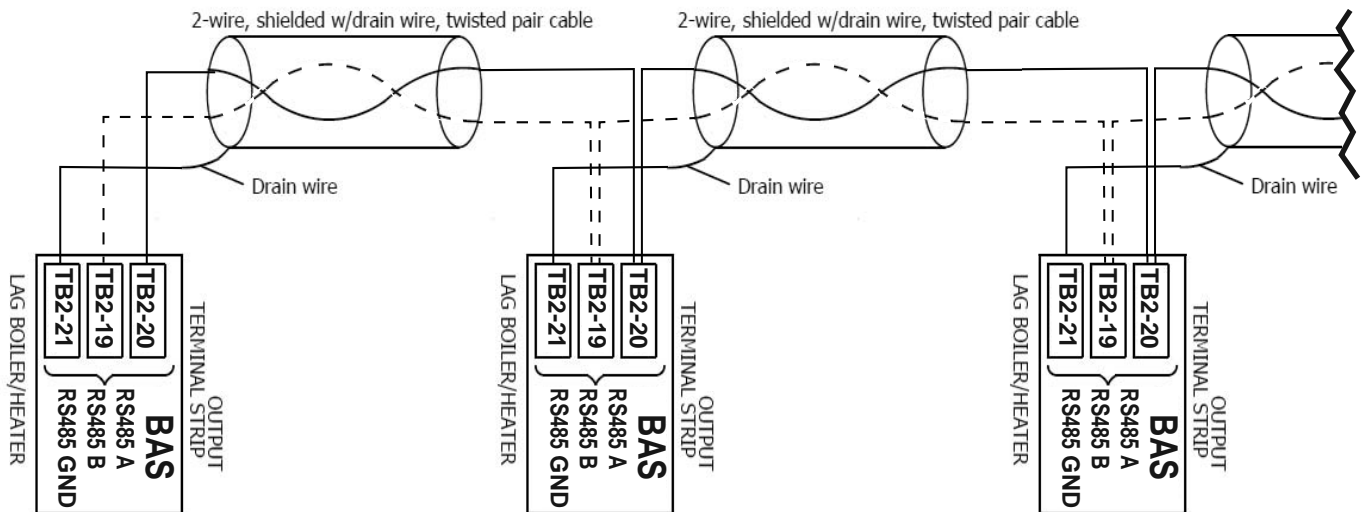 2-wire, shielded w/drain wire, twisted pair cable
2-wire, shielded w/drain wire, twisted pair cable
Drain wire
Drain wire
Drain wire
LAG BOILER/HEATER
TB2-21
TB2-19
TB2-20
RS485 GND
RS485 B
RS485 A
BAS
OUTPUT
TERMINAL STRIP
LAG BOILER/HEATER
TB2-21
TB2-19
TB2-20
RS485 GND
RS485 B
RS485 A
BAS
OUTPUT
TERMINAL STRIP
LAG BOILER/HEATER
TB2-21
TB2-19
TB2-20
RS485 GND
RS485 B
RS485 A
BAS
OUTPUT
TERMINAL STRIP